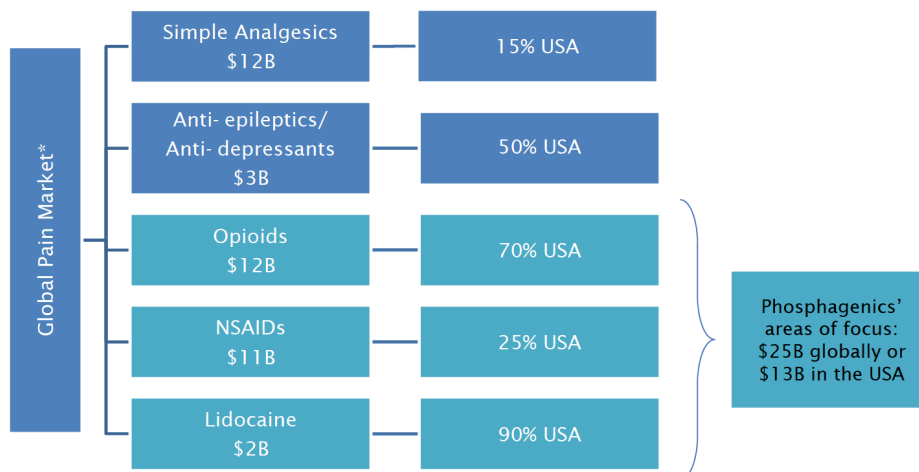 Global Pain Market*
Simple Analgesics
$12B
15% USA
Anti- epileptics/
Anti- depressants
$3B
50% USA
Opioids
$12B
70% USA
NSAIDs
$11B
25% USA
Lidocaine
$2B
90% USA
Phosphagenics’
areas of focus:
$25B globally or
$13B in the USA